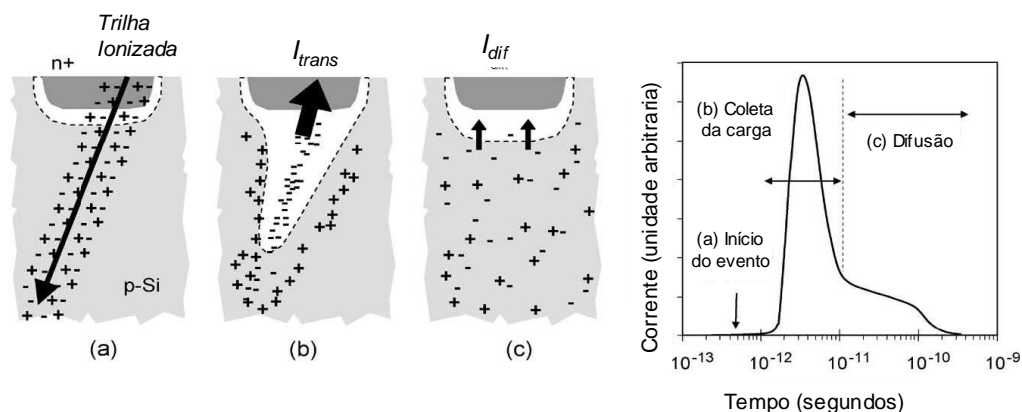 Trilha
Ionizada
n+
p-Si
(a)
I_trans
(b)
I_dif
(c)
Corrente (unidade arbitraria)
(b) Coleta
da carga
(c) Difusão
(a) Início
do evento
10^-13
10^-12
10^-11
10^-10
10^-9
Tempo (segundos)